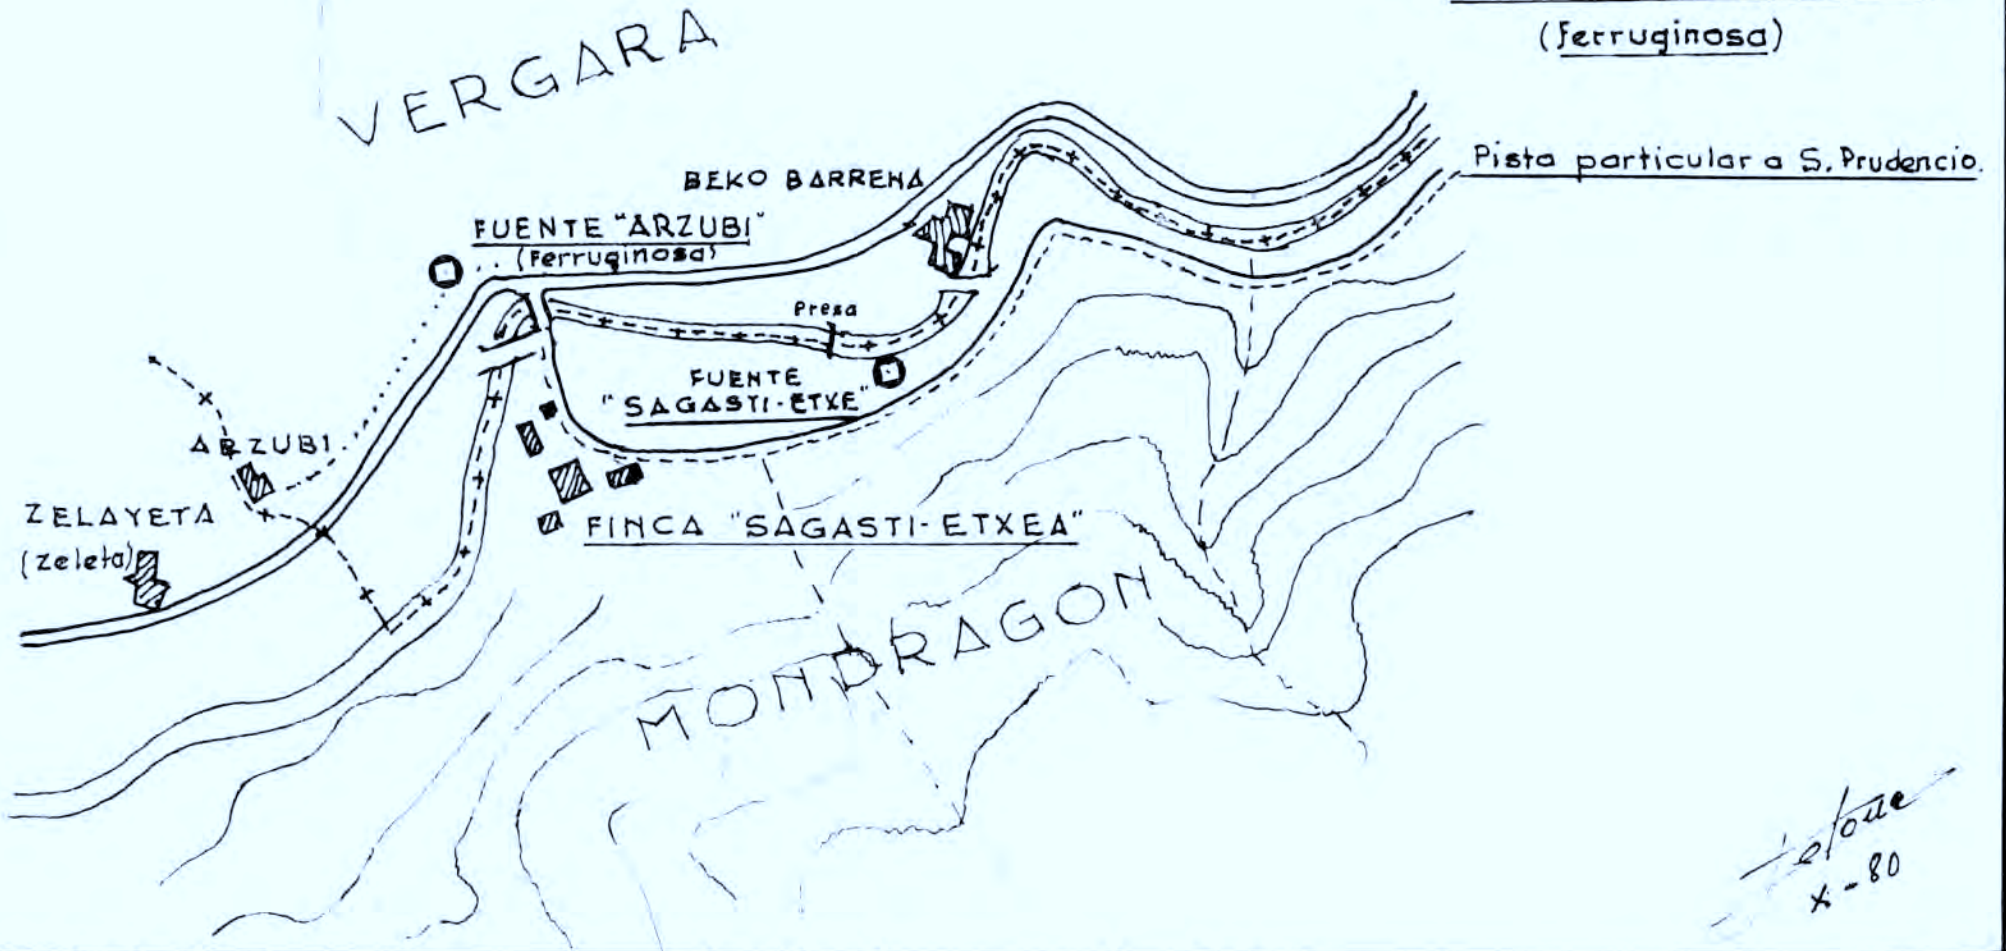 (Ferruginosa)
VERGARA
Pista particular a S. Prudencio.
BEKO BARRENA
FUENTE "ARZUBI"
(Ferruginosa)
Presa
FUENTE
"SAGASTI-ETXE"
ARZUBI
ZELAYETA
(Zeleta)
FINCA "SAGASTI-ETXEA"
MONDRAGON
X-80